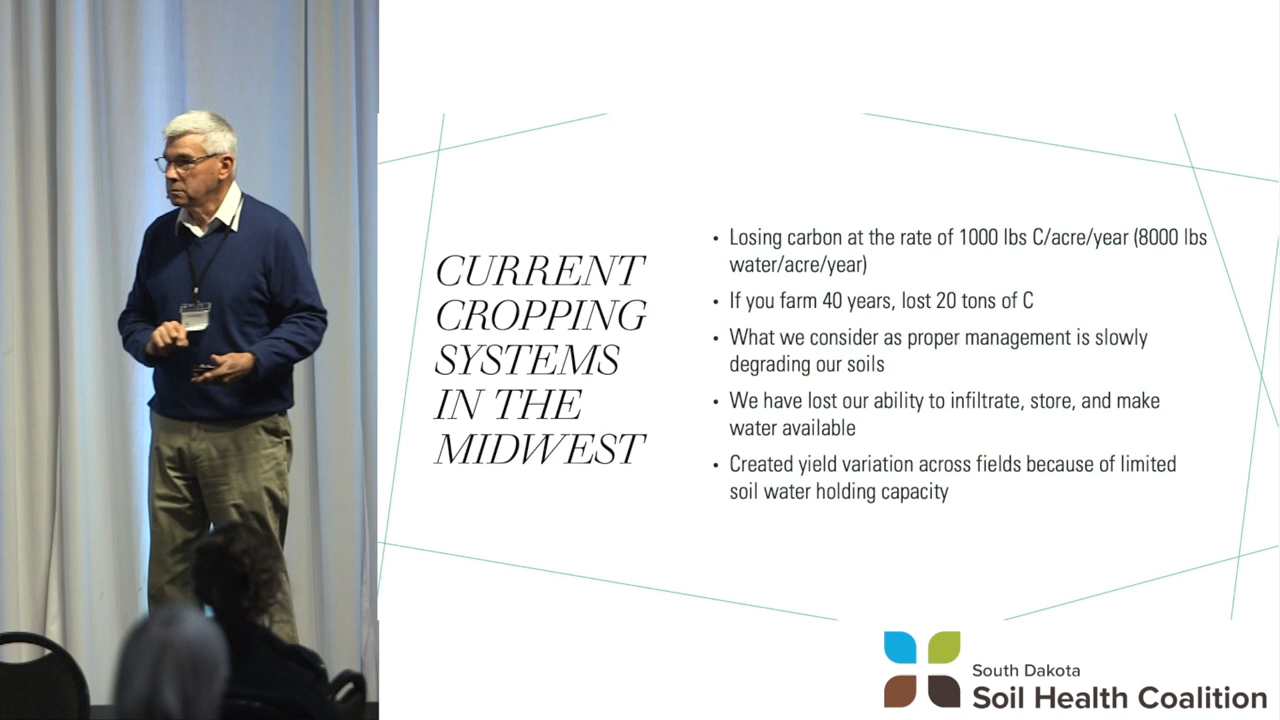 CURRENT
CROPPING
SYSTEMS
IN THE
MIDWEST
• Losing carbon at the rate of 1000 lbs C/acre/year (8000 lbs
water/acre/year)
• If you farm 40 years, lost 20 tons of C
• What we consider as proper management is slowly
degrading our soils
• We have lost our ability to infiltrate, store, and make
water available
• Created yield variation across fields because of limited
soil water holding capacity
South Dakota
Soil Health Coalition